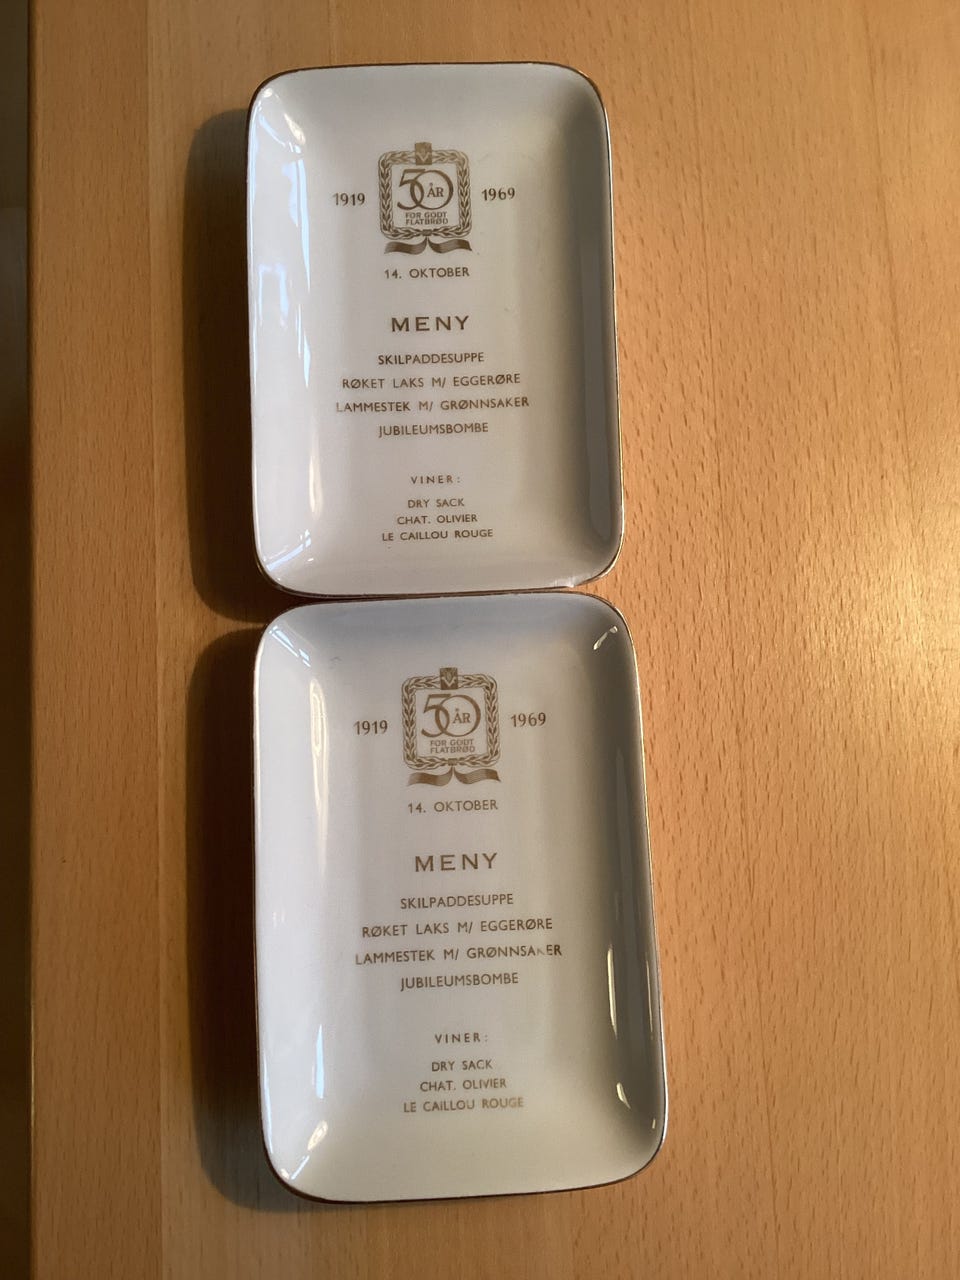 1919 50 ÅR 1969
FOR GODT
FLATBRØD
14. OKTOBER
MENY
SKILPADDESUPPE
RØKET LAKS M/ EGGERØRE
LAMMESTEK M/ GRØNNSAKER
JUBILEUMSBOMBE
VINER:
DRY SACK
CHAT. OLIVIER
LE CAILLOU ROUGE
1919 50 ÅR 1969
FOR GODT
FLATBRØD
14. OKTOBER
MENY
SKILPADDESUPPE
RØKET LAKS M/ EGGERØRE
LAMMESTEK M/ GRØNNSAKER
JUBILEUMSBOMBE
VINER:
DRY SACK
CHAT. OLIVIER
LE CAILLOU ROUGE